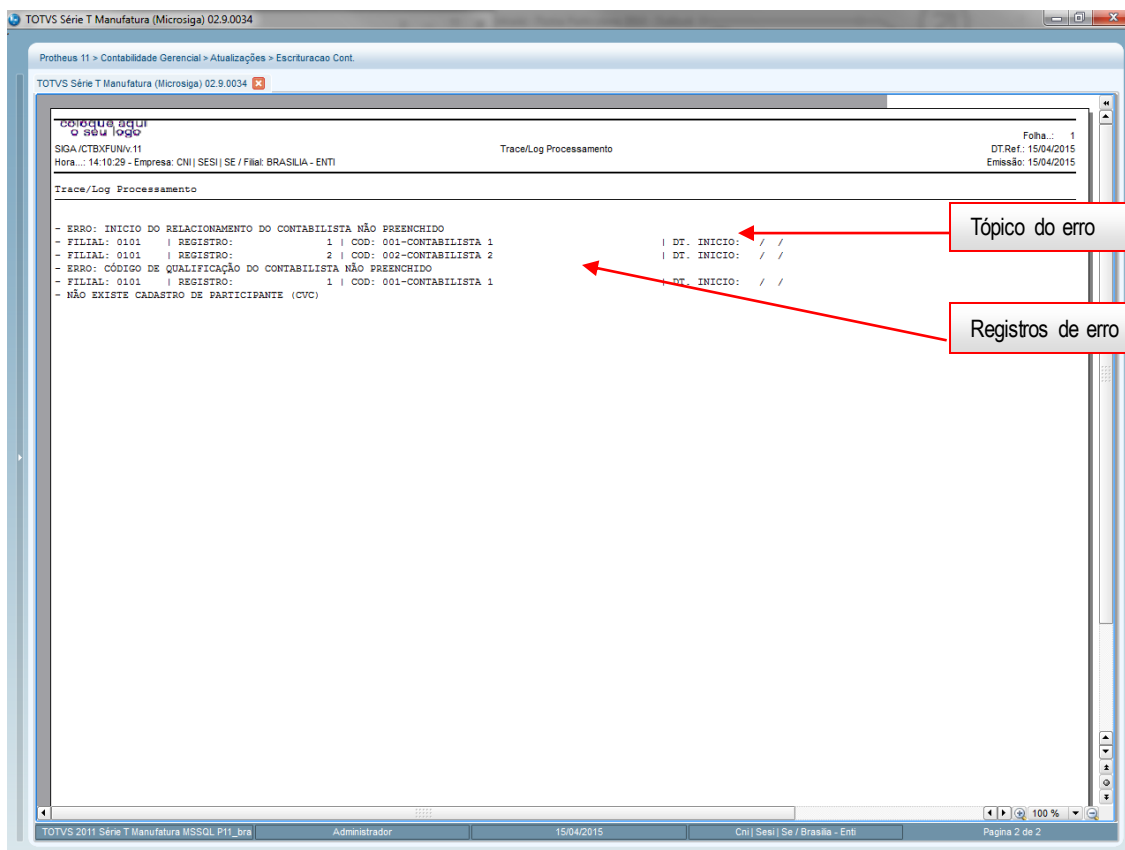 TOTVS Série T Manufatura (Microsiga) 02.9.0034
Protheus 11 > Contabilidade Gerencial > Atualizações > Escrituracao Cont.
TOTVS Série T Manufatura (Microsiga) 02.9.0034
coloque aqui
o seu logo
Folha..: 1
SIGA /CTBXFUN/v.11 Trace/Log Processamento DT.Ref.: 15/04/2015
Hora...: 14:10:29 - Empresa: CNI | SESI | SE / Filial: BRASILIA - ENTI Emissão: 15/04/2015
Trace/Log Processamento
- ERRO: INICIO DO RELACIONAMENTO DO CONTABILISTA NÃO PREENCHIDO
- FILIAL: 0101 | REGISTRO: 1 | COD: 001-CONTABILISTA 1 | DT. INICIO: / /
- FILIAL: 0101 | REGISTRO: 2 | COD: 002-CONTABILISTA 2 | DT. INICIO: / /
- ERRO: CÓDIGO DE QUALIFICAÇÃO DO CONTABILISTA NÃO PREENCHIDO
- FILIAL: 0101 | REGISTRO: 1 | COD: 001-CONTABILISTA 1 | DT. INICIO: / /
- NÃO EXISTE CADASTRO DE PARTICIPANTE (CVC)
Tópico do erro
Registros de erro
100 %
TOTVS 2011 Série T Manufatura MSSQL P11_bra Administrador 15/04/2015 Cni | Sesi | Se / Brasilia - Enti Pagina 2 de 2